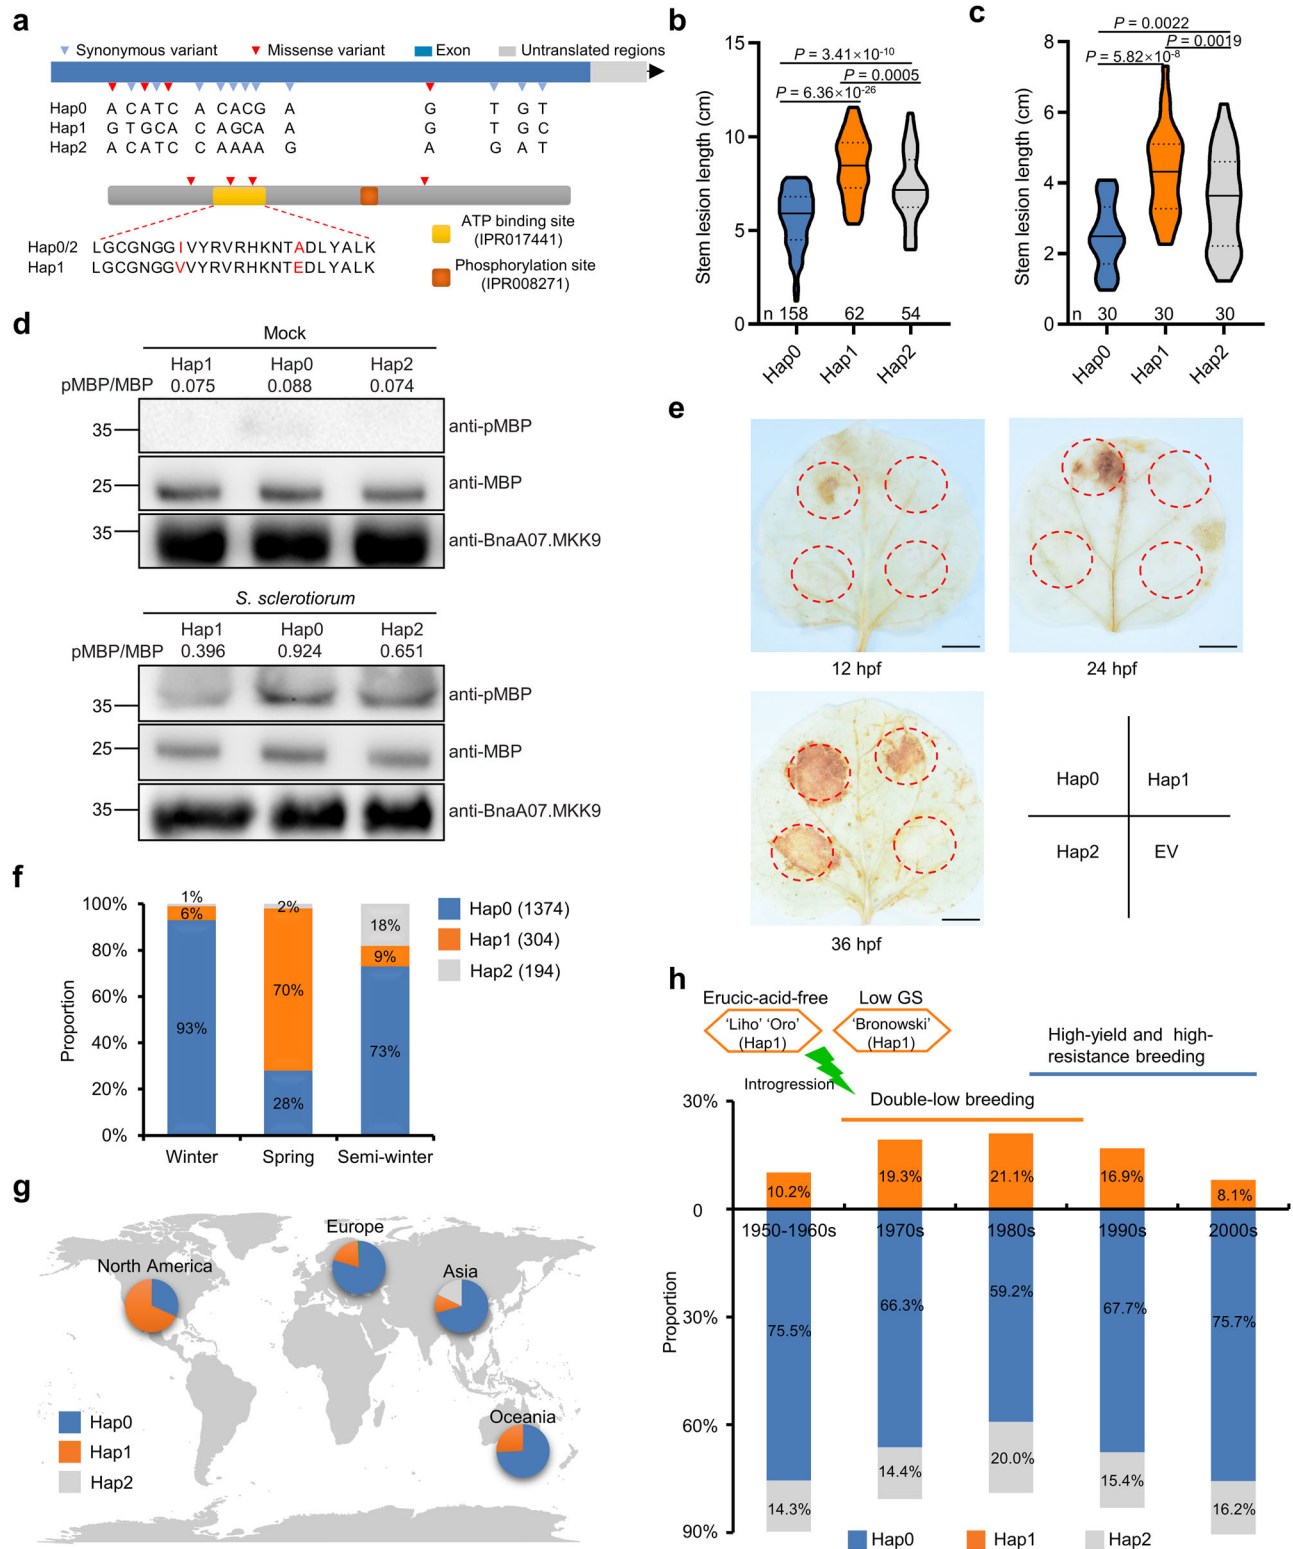 a
Synonymous variant Missense variant Exon Untranslated regions
Hap0 A C A T C A C A C G A G T G T
Hap1 G T G C A C A G C A A G T G C
Hap2 A C A T C C A A A A G A G A T
Hap0/2 LGCGNGGIVYRVRHKNTADLYALK
Hap1 LGCGNGGVVYRVRHKNTEDLYALK
ATP binding site
(IPR017441)
Phosphorylation site
(IPR008271)
b
Stem lesion length (cm)
15
10
5
0
P = 3.41×10-10
P = 0.0005
P = 6.36×10-26
n 158 62 54
Hap0 Hap1 Hap2
c
Stem lesion length (cm)
8
6
4
2
0
P = 0.0022
P = 0.0019
P = 5.82×10-8
n 30 30 30
Hap0 Hap1 Hap2
d
Mock
Hap1 Hap0 Hap2
pMBP/MBP 0.075 0.088 0.074
35 anti-pMBP
25 anti-MBP
35 anti-BnaA07.MKK9
S. sclerotiorum
Hap1 Hap0 Hap2
pMBP/MBP 0.396 0.924 0.651
35 anti-pMBP
25 anti-MBP
35 anti-BnaA07.MKK9
e
12 hpf
24 hpf
36 hpf
Hap0 Hap1
Hap2 EV
f
Proportion
100%
80%
60%
40%
20%
0%
1%
6%
93%
2%
70%
28%
18%
9%
73%
Winter Spring Semi-winter
Hap0 (1374)
Hap1 (304)
Hap2 (194)
g
North America
Europe
Asia
Oceania
Hap0
Hap1
Hap2
h
Erucic-acid-free Low GS
‘Liho’ ‘Oro’
(Hap1)
‘Bronowski’
(Hap1)
Introgression
High-yield and high-
resistance breeding
Double-low breeding
Proportion
30%
0
30%
60%
90%
10.2% 19.3% 21.1% 16.9% 8.1%
1950-1960s 1970s 1980s 1990s 2000s
75.5% 66.3% 59.2% 67.7% 75.7%
14.3% 14.4% 20.0% 15.4% 16.2%
Hap0 Hap1 Hap2